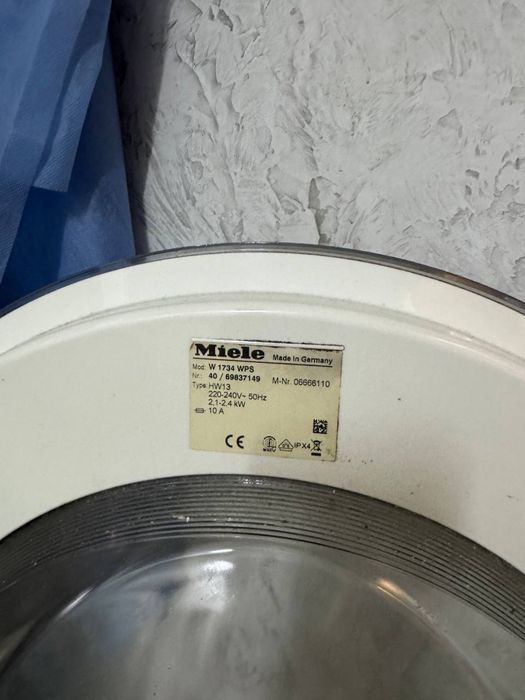 Miele Made in Germany
Mod: W 1734 WPS
Nr.: 40 / 69837149 M-Nr. 06666110
Type HW13
220-240V~ 50Hz
2,1-2,4 kW
10 A
CE IPX4